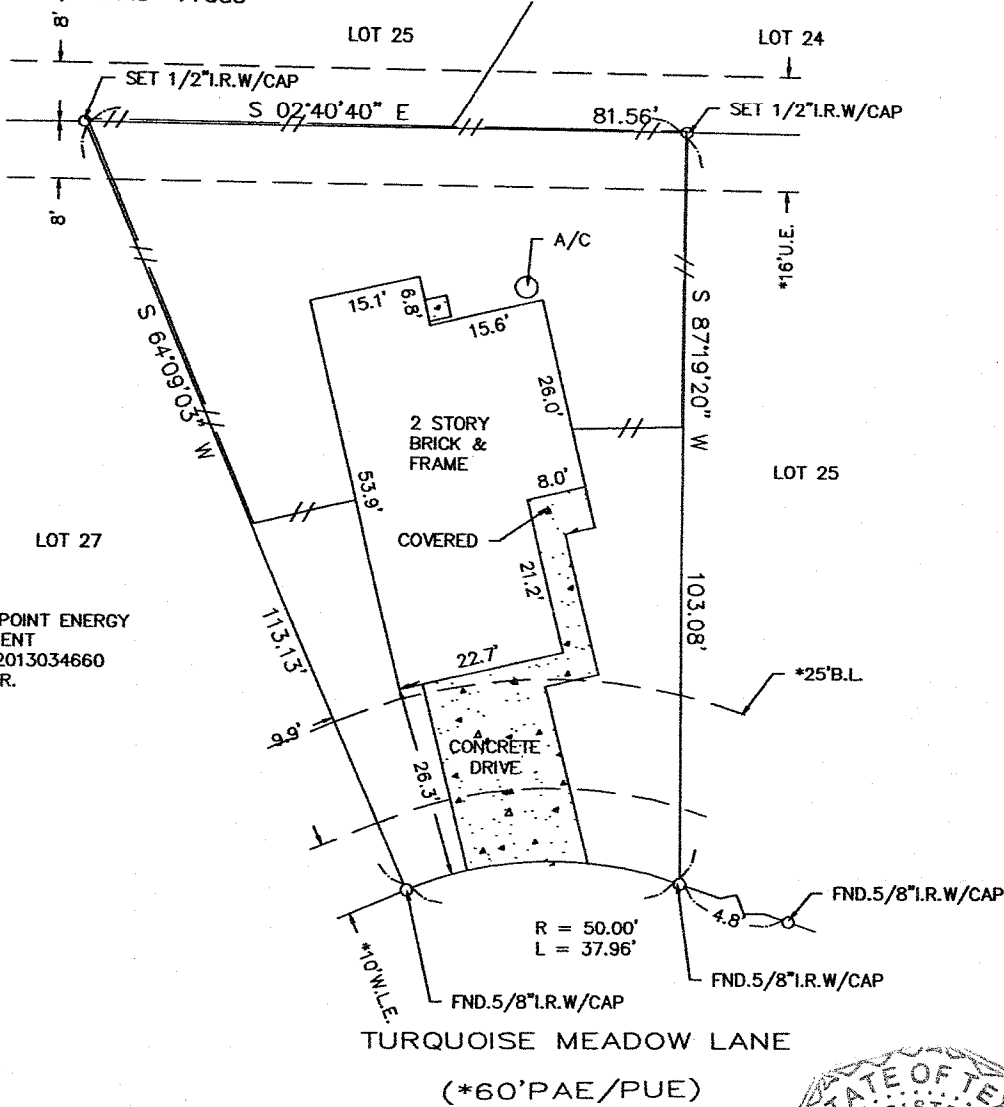 8'
LOT 25
LOT 24
SET 1/2"I.R.W/CAP
S 02°40'40" E
81.56'
SET 1/2"I.R.W/CAP
8'
*16'U.E.
A/C
15.1'
6.8'
15.6'
S 64°09'03" W
S 87°19'20" W
26.0'
2 STORY
BRICK &
FRAME
8.0'
LOT 25
53.9'
COVERED
LOT 27
21.2'
113.13'
103.08'
POINT ENERGY
ENT
2013034660
R.
22.7'
*25'B.L.
9.9'
CONCRETE
DRIVE
26.3'
FND.5/8"I.R.W/CAP
4.8'
R = 50.00'
L = 37.96'
*10'W.L.E.
FND.5/8"I.R.W/CAP
FND.5/8"I.R.W/CAP
TURQUOISE MEADOW LANE
(*60'PAE/PUE)
ATE OF TE